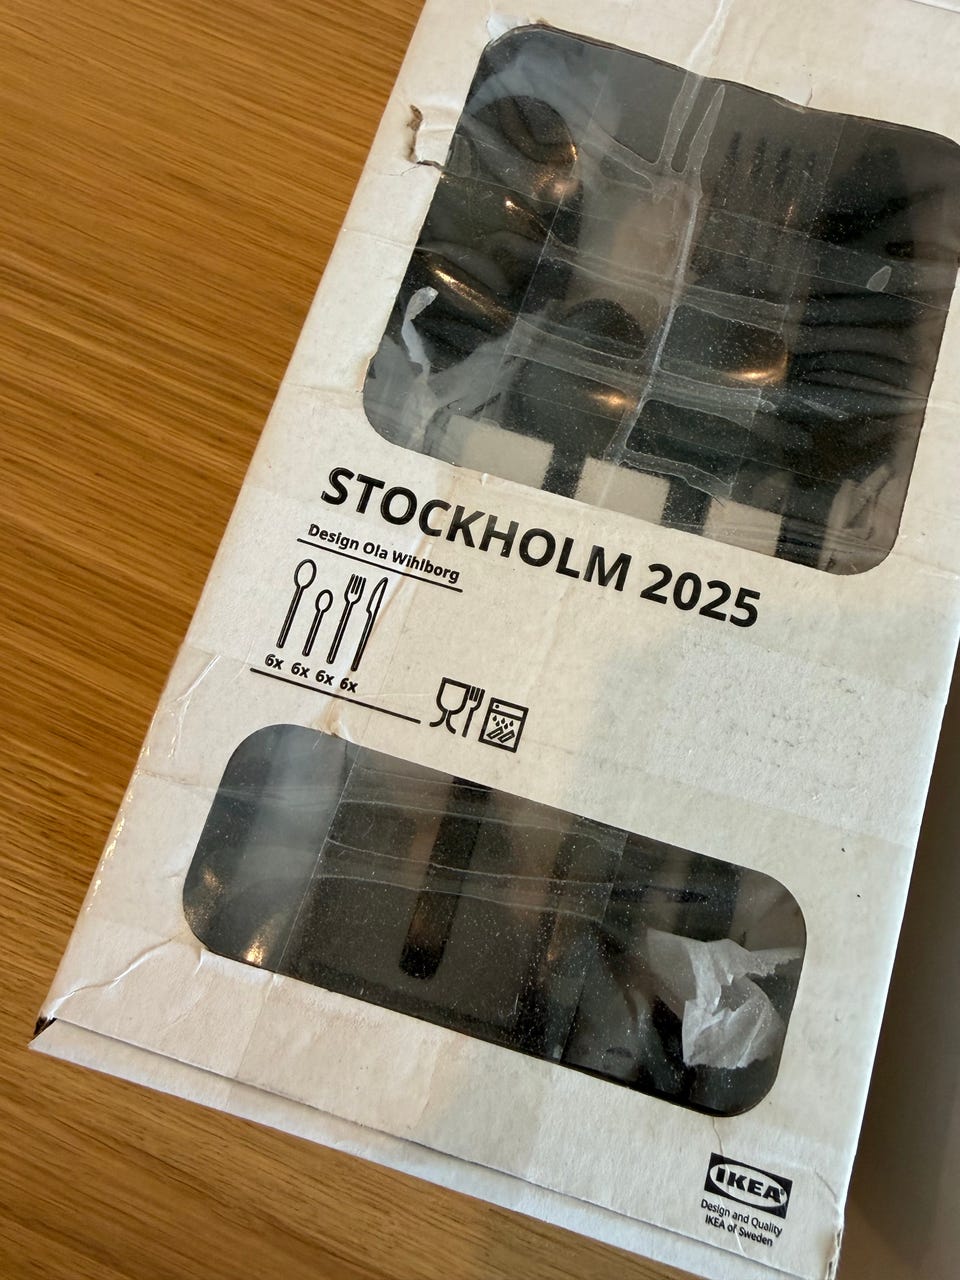 STOCKHOLM 2025
Design Ola Wihlborg
6x 6x 6x 6x
IKEA
Design and Quality
IKEA of Sweden